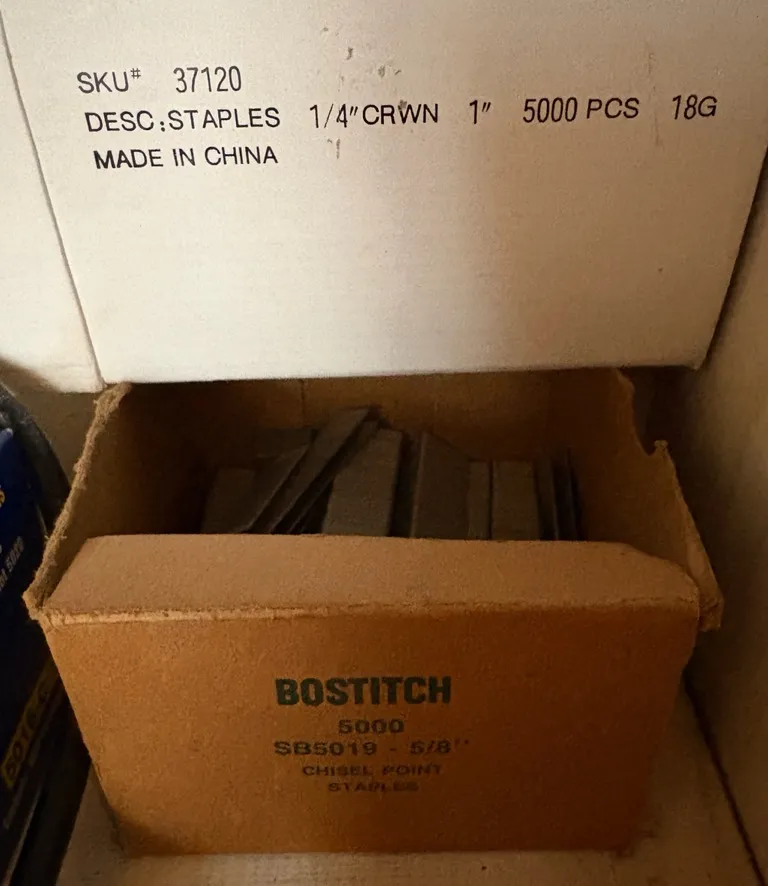 SKU# 37120
DESC:STAPLES 1/4"CRWN 1" 5000 PCS 18G
MADE IN CHINA
BOSTITCH
5000
SB5019 - 5/8"
CHISEL POINT
STAPLES